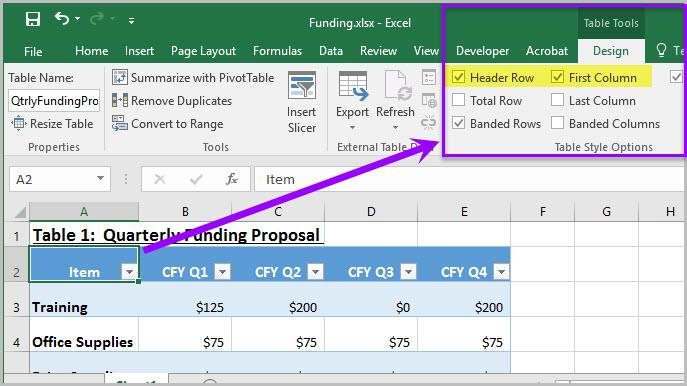 Funding.xlsx - Excel
Table Tools
File Home Insert Page Layout Formulas Data Review View Developer Acrobat Design
Table Name:
QtrlyFundingPro
Resize Table
Properties
Summarize with PivotTable
Remove Duplicates
Convert to Range
Tools
Insert
Slicer
Export
Refresh
External Table
Header Row
First Column
Total Row
Last Column
Banded Rows
Banded Columns
Table Style Options
A2 fx Item
A B C D E F G H
1 Table 1: Quarterly Funding Proposal
2 Item CFY Q1 CFY Q2 CFY Q3 CFY Q4
3 Training $125 $200 $0 $200
4 Office Supplies $75 $75 $75 $75